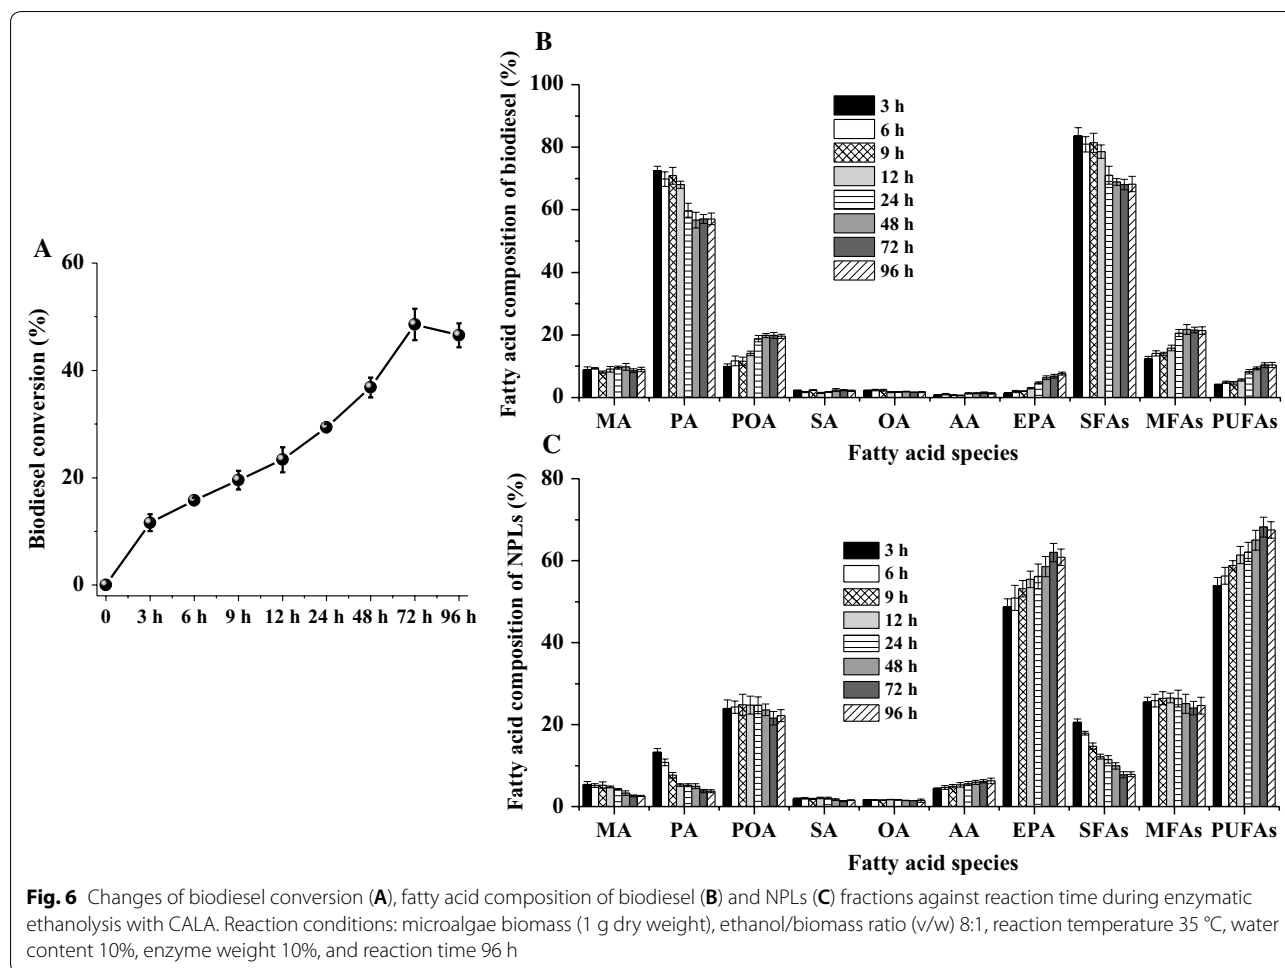 A
Biodiesel conversion (%)
60
40
20
0
0 3 h 6 h 9 h 12 h 24 h 48 h 72 h 96 h
B
Fatty acid composition of biodiesel (%)
100
80
60
40
20
0
3 h
6 h
9 h
12 h
24 h
48 h
72 h
96 h
MA PA POA SA OA AA EPA SFAs MFAs PUFAs
Fatty acid species
C
Fatty acid composition of NPLs (%)
80
60
40
20
0
3 h
6 h
9 h
12 h
24 h
48 h
72 h
96 h
MA PA POA SA OA AA EPA SFAs MFAs PUFAs
Fatty acid species
Fig. 6 Changes of biodiesel conversion (A), fatty acid composition of biodiesel (B) and NPLs (C) fractions against reaction time during enzymatic
ethanolysis with CALA. Reaction conditions: microalgae biomass (1 g dry weight), ethanol/biomass ratio (v/w) 8:1, reaction temperature 35 °C, water
content 10%, enzyme weight 10%, and reaction time 96 h